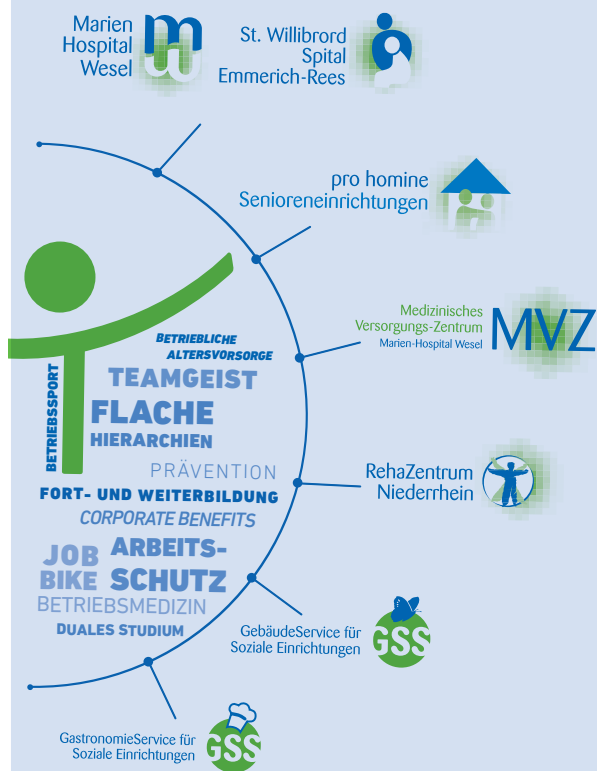 Marien
Hospital
Wesel
St. Willibrord
Spital
Emmerich-Rees
pro homine
Senioreneinrichtungen
Medizinisches
Versorgungs-Zentrum
Marien-Hospital Wesel
MVZ
BETRIEBLICHE
ALTERSVORSORGE
TEAMGEIST
BETRIEBSSPORT
FLACHE
HIERARCHIEN
PRÄVENTION
FORT- UND WEITERBILDUNG
CORPORATE BENEFITS
JOB
BIKE
ARBEITS-
SCHUTZ
BETRIEBSMEDIZIN
DUALES STUDIUM
RehaZentrum
Niederrhein
GebäudeService für
Soziale Einrichtungen
GSS
GastronomieService für
Soziale Einrichtungen
GSS